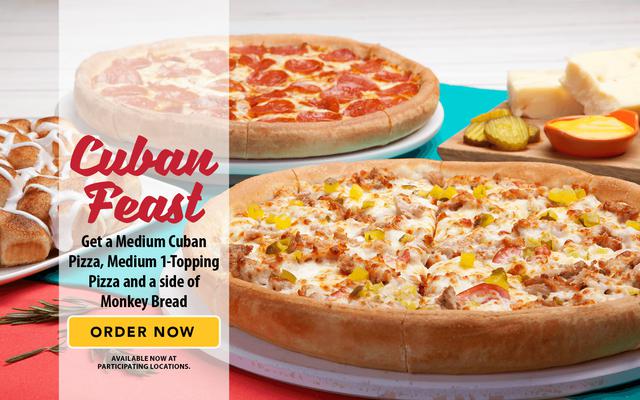 Cuban
Feast
Get a Medium Cuban
Pizza, Medium 1-Topping
Pizza and a side of
Monkey Bread
ORDER NOW
AVAILABLE NOW AT
PARTICIPATING LOCATIONS.